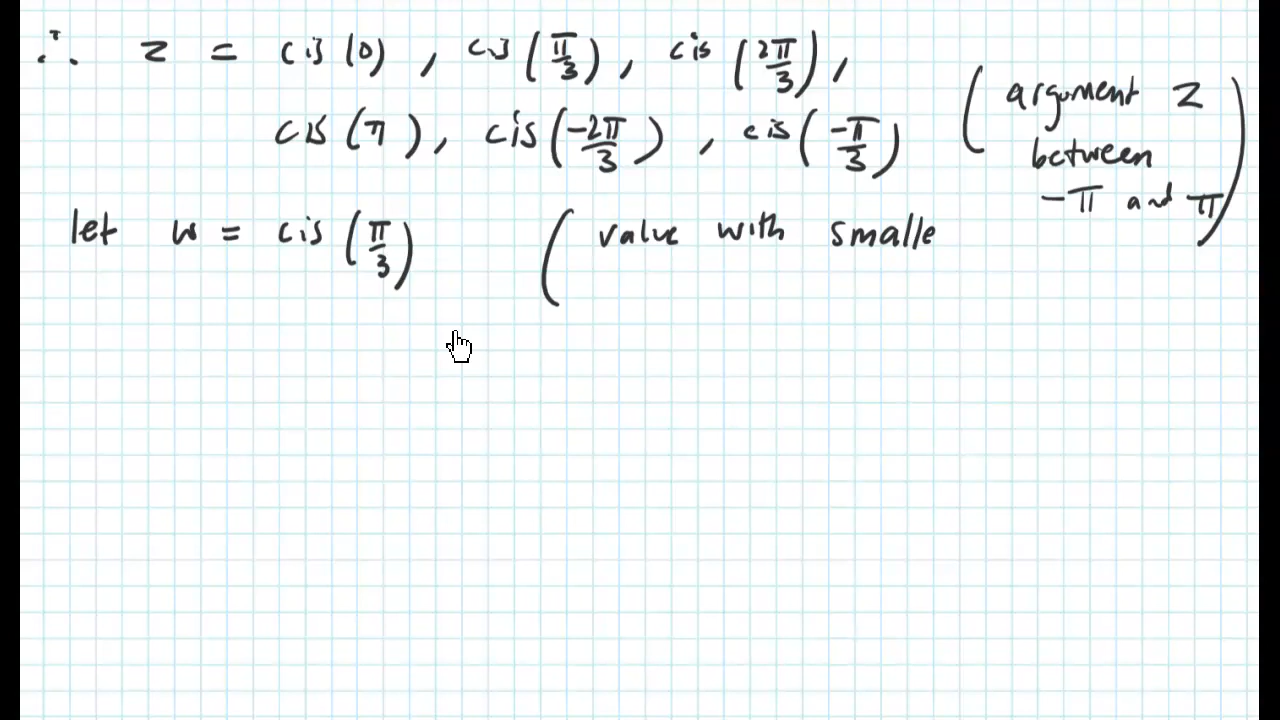 ∴ z = cis(0), cis(π/3), cis(2π/3),
cis(π), cis(-2π/3), cis(-π/3)
(argument z
between
-π and π)
let w = cis(π/3) (value with smalle